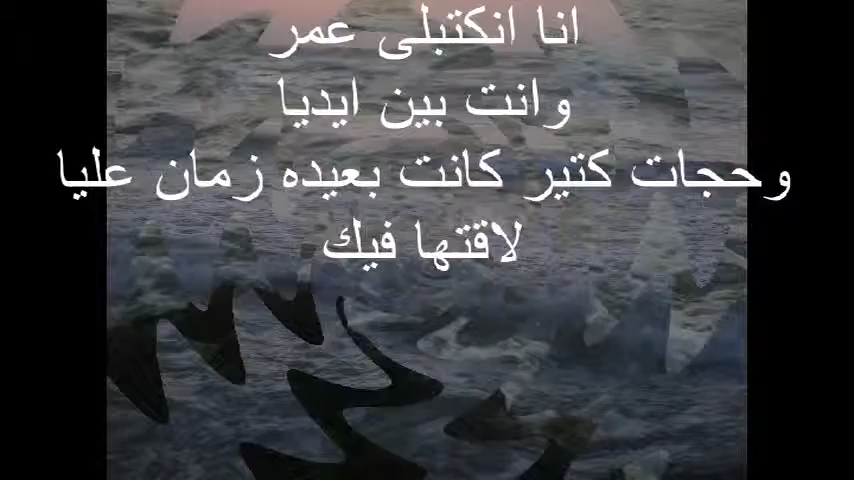 انا انكتبلى عمر
وانت بين ايديا
وحجات كتير كانت بعيده زمان عليا
لاقتها فيك